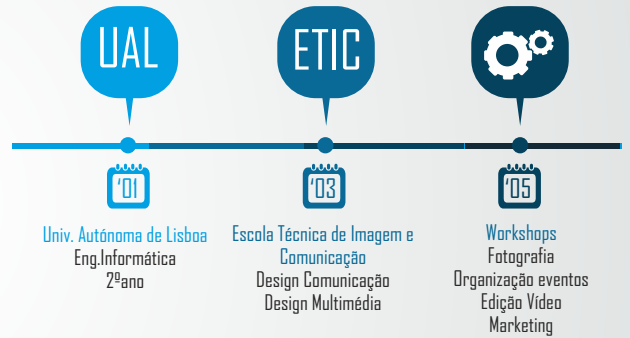 UAL
ETIC
'01
'03
'05
Univ. Autónoma de Lisboa
Eng.Informática
2ºano
Escola Técnica de Imagem e
Comunicação
Design Comunicação
Design Multimédia
Workshops
Fotografia
Organização eventos
Edição Vídeo
Marketing